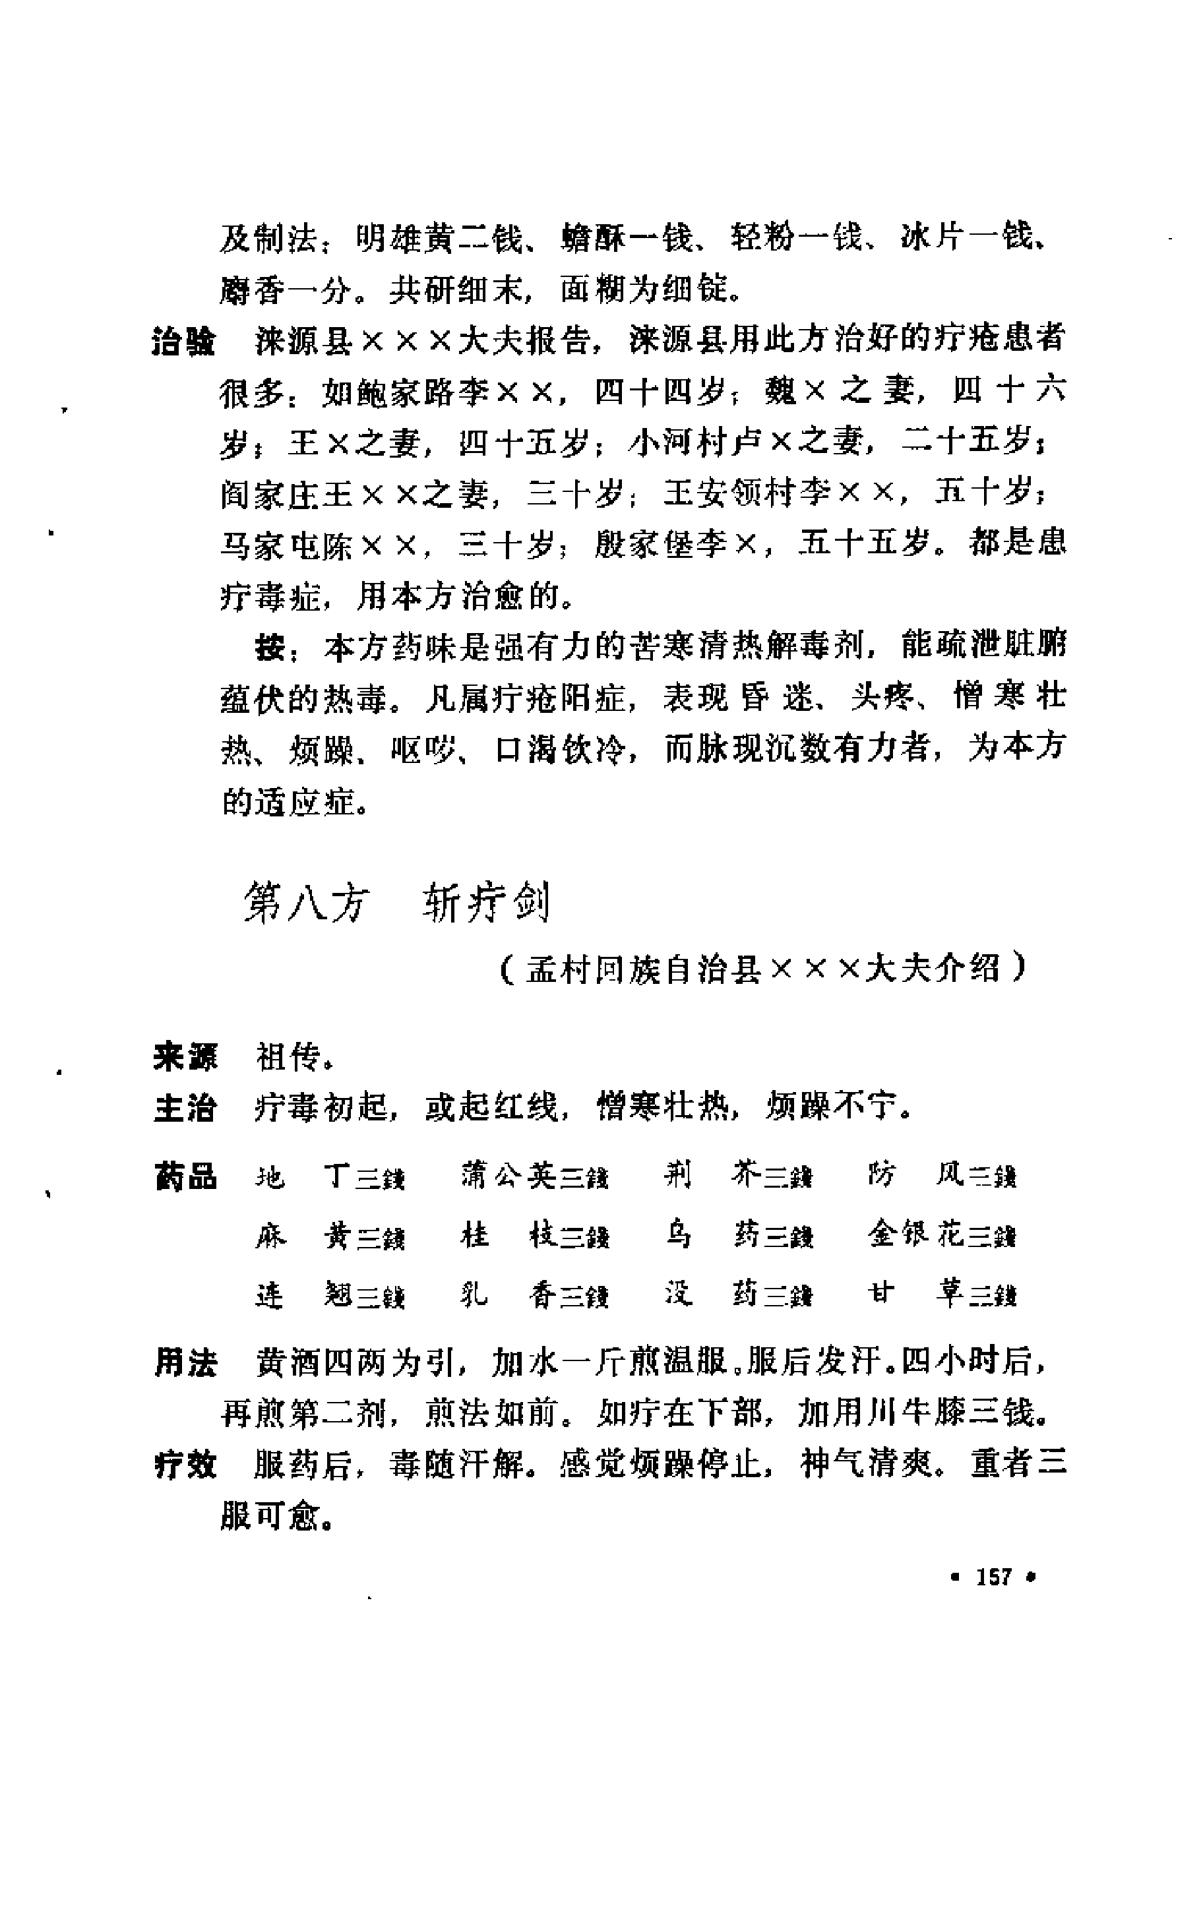 及制法：明雄黄二钱、蟾酥一钱、轻粉一钱、冰片一钱、
麝香一分。共研细末，面糊为细锭。
治验　涞源县×××大夫报告，涞源县用此方治好的疔疮患者
很多：如鲍家路李××，四十四岁；魏×之妻，四十六
岁；王×之妻，四十五岁；小河村卢×之妻，二十五岁；
阎家庄王××之妻，三十岁；王安领村李××，五十岁；
马家屯陈××，三十岁；殷家堡李×，五十五岁。都是患
疔毒症，用本方治愈的。
按：本方药味是强有力的苦寒清热解毒剂，能疏泄脏腑
蕴伏的热毒。凡属疔疮阳症，表现昏迷、头疼、憎寒壮
热、烦躁、呕哕、口渴饮冷，而脉现沉数有力者，为本方
的适应症。
第八方　斩疔剑
（孟村回族自治县×××大夫介绍）
来源　祖传。
主治　疔毒初起，或起红线，憎寒壮热，烦躁不宁。
药品　地丁三錢　蒲公英三錢　荆芥三錢　防风三錢
麻黄三錢　桂枝三錢　乌药三錢　金银花三錢
连翘三錢　乳香三錢　没药三錢　甘草三錢
用法　黄酒四两为引，加水一斤煎温服。服后发汗。四小时后，
再煎第二剂，煎法如前。如疔在下部，加用川牛膝三钱。
疗效　服药后，毒随汗解。感觉烦躁停止，神气清爽。重者三
服可愈。
• 157 •